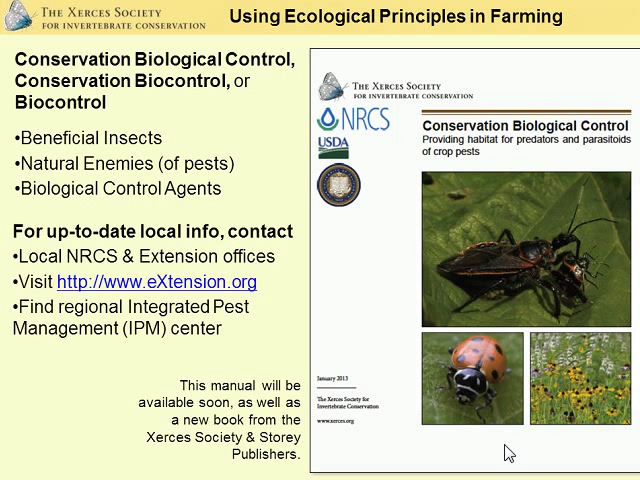 THE XERCES SOCIETY
FOR INVERTEBRATE CONSERVATION
Using Ecological Principles in Farming
Conservation Biological Control,
Conservation Biocontrol, or
Biocontrol
•Beneficial Insects
•Natural Enemies (of pests)
•Biological Control Agents
For up-to-date local info, contact
•Local NRCS & Extension offices
•Visit http://www.eXtension.org
•Find regional Integrated Pest
Management (IPM) center
This manual will be
available soon, as well as
a new book from the
Xerces Society & Storey
Publishers.
THE XERCES SOCIETY
FOR INVERTEBRATE CONSERVATION
NRCS
USDA
Conservation Biological Control
Providing habitat for predators and parasitoids
of crop pests
January 2013
The Xerces Society for
Invertebrate Conservation
www.xerces.org